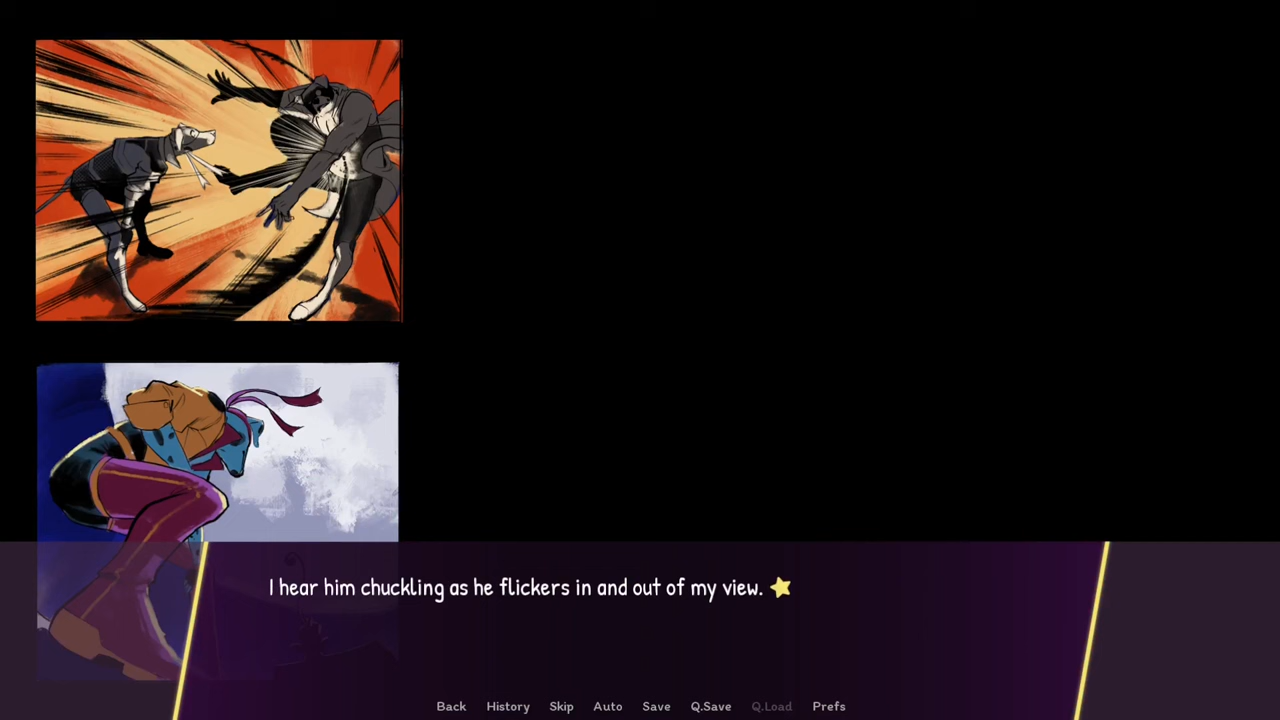 I hear him chuckling as he flickers in and out of my view.
Back History Skip Auto Save Q.Save Q.Load Prefs